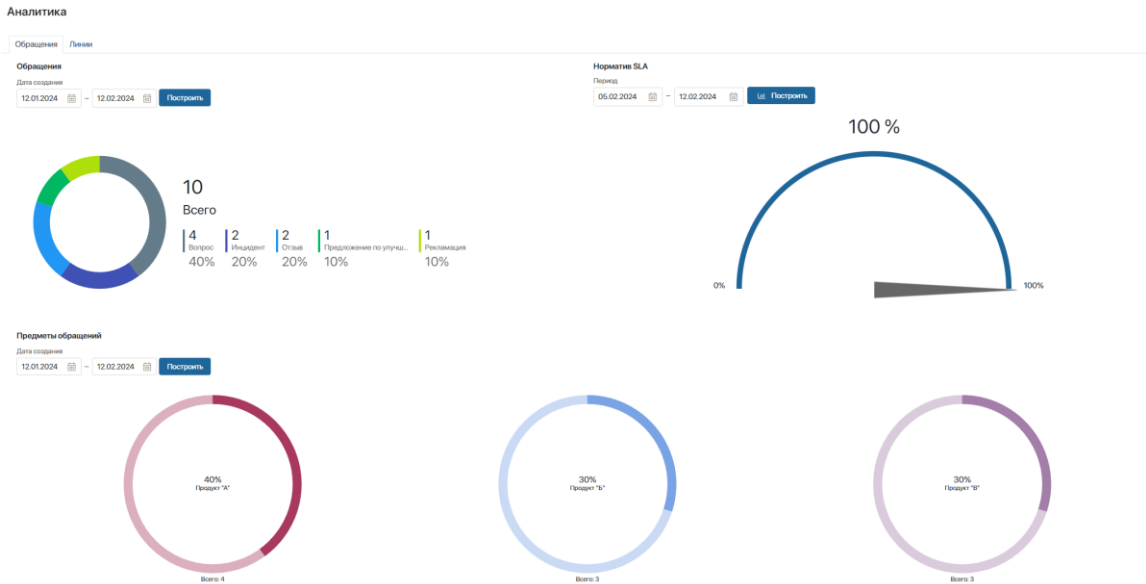 Аналитика
Обращения Линии
Обращения
Дата создания
12.01.2024 – 12.02.2024 Построить
10
Всего
4 2 2 1 1
Вопрос Инцидент Отзыв Предложение по улучш... Рекламация
40% 20% 20% 10% 10%
Норматив SLA
Период
05.02.2024 – 12.02.2024 Построить
100 %
0% 100%
Предметы обращений
Дата создания
12.01.2024 – 12.02.2024 Построить
40%
Продукт "А"
Всего: 4
30%
Продукт "Б"
Всего: 3
30%
Продукт "В"
Всего: 3